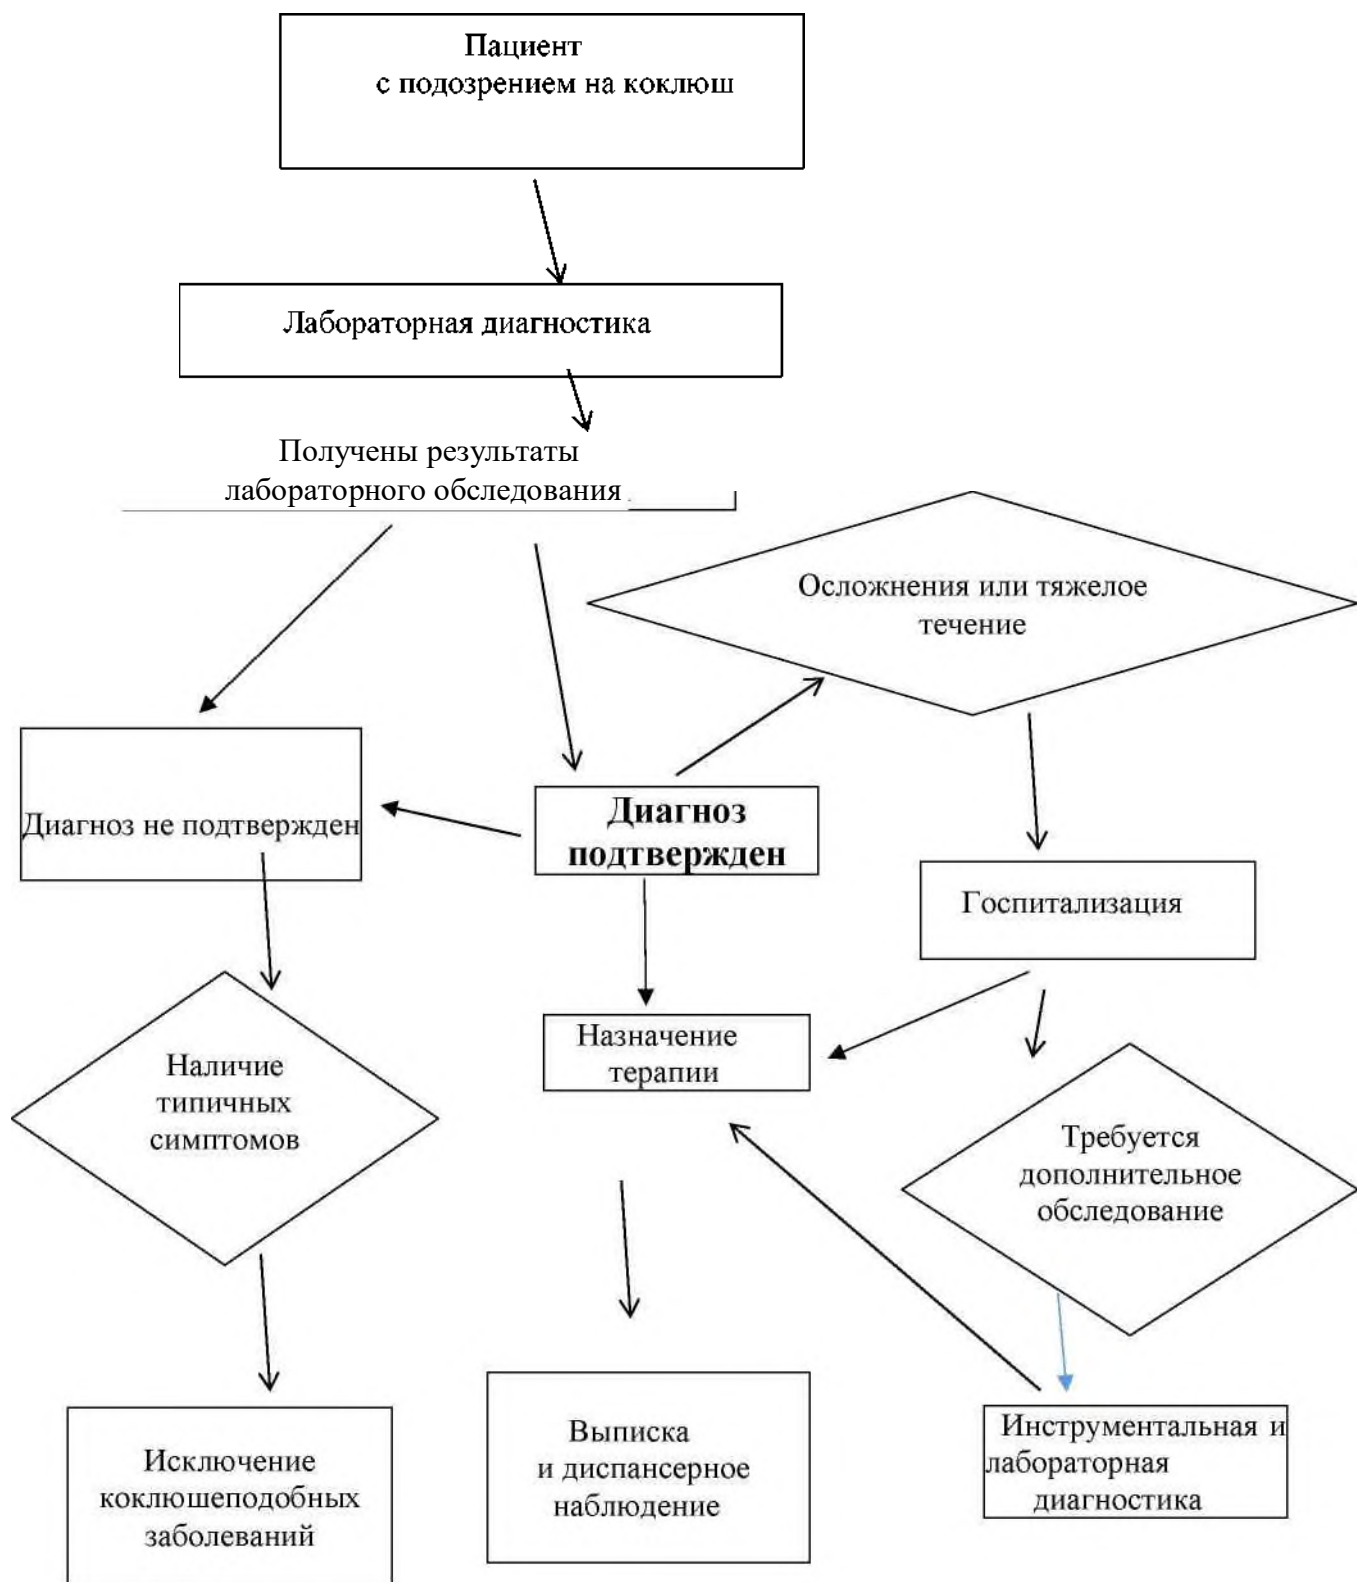 Пациент
с подозрением на коклюш
Лабораторная диагностика
Получены результаты
лабораторного обследования
Осложнения или тяжелое
течение
Диагноз не подтвержден
Диагноз
подтвержден
Госпитализация
Назначение
терапии
Наличие
типичных
симптомов
Требуется
дополнительное
обследование
Исключение
коклюшеподобных
заболеваний
Выписка
и диспансерное
наблюдение
Инструментальная и
лабораторная
диагностика